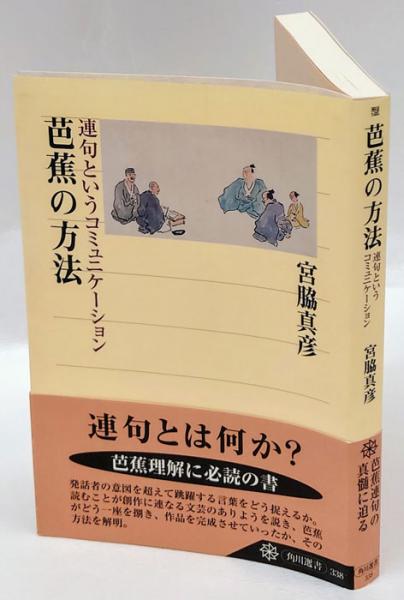 芭蕉の方法
連句というコミュニケーション
宮脇真彦
連句とは何か?
芭蕉理解に必読の書
発話者の意図を超えて跳躍する言葉をどう捉えるか。
読むことが創作に連なる文芸のありようを説き、芭蕉
がどう一座を捌き、作品を完成させていったか、その
方法を解明。
角川選書 338
芭蕉の方法
連句という
コミュニケーション
宮脇真彦
芭蕉連句の
真髄に迫る
角川選書
338